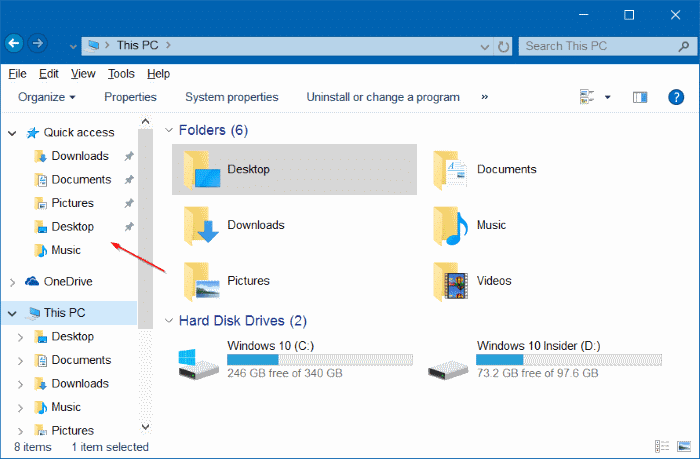 This PC
Search This PC
File Edit View Tools Help
Organize Properties System properties Uninstall or change a program »
Quick access
Downloads
Documents
Pictures
Desktop
Music
OneDrive
This PC
Desktop
Documents
Downloads
Music
Pictures
Folders (6)
Desktop
Documents
Downloads
Music
Pictures
Videos
Hard Disk Drives (2)
Windows 10 (C:)
246 GB free of 340 GB
Windows 10 Insider (D:)
73.2 GB free of 97.6 GB
8 items 1 item selected